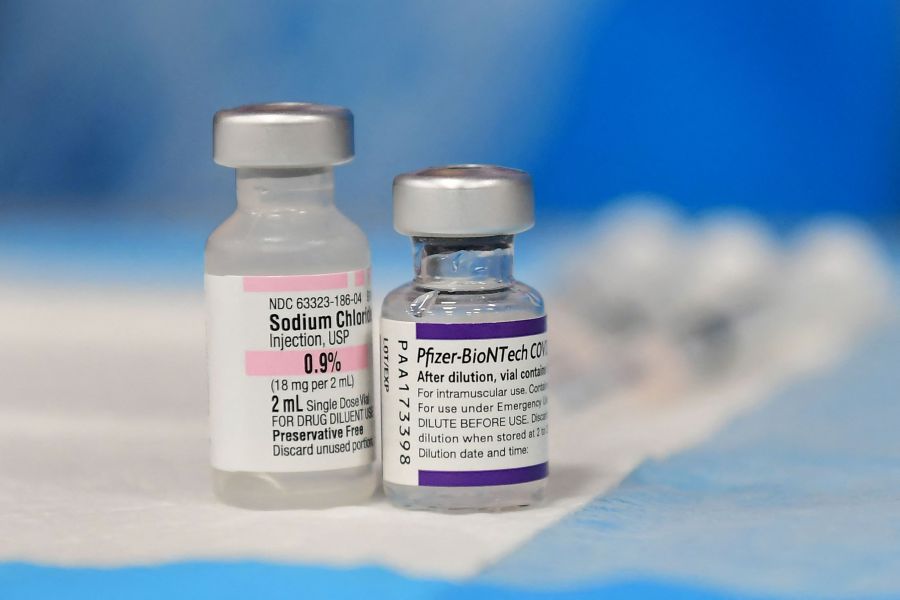 NDC 63323-186-04
Sodium Chlorid
Injection, USP
0.9%
(18 mg per 2 mL)
2 mL Single Dose Vial
FOR DRUG DILUENT USE
Preservative Free
Discard unused portion
LOT/EXP
PAA173398
Pfizer-BioNTech COV
After dilution, vial contain
For intramuscular use. Conta
For use under Emergency U
DILUTE BEFORE USE. Disc
dilution when stored at 2 to
Dilution date and time: